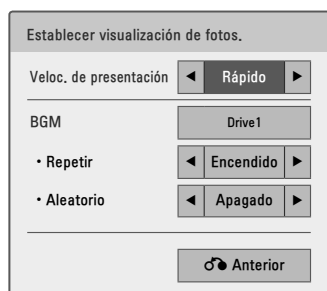 Establecer visualización de fotos.
Veloc. de presentación ◄ Rápido ►
BGM Drive1
• Repetir ◄ Encendido ►
• Aleatorio ◄ Apagado ►
Anterior